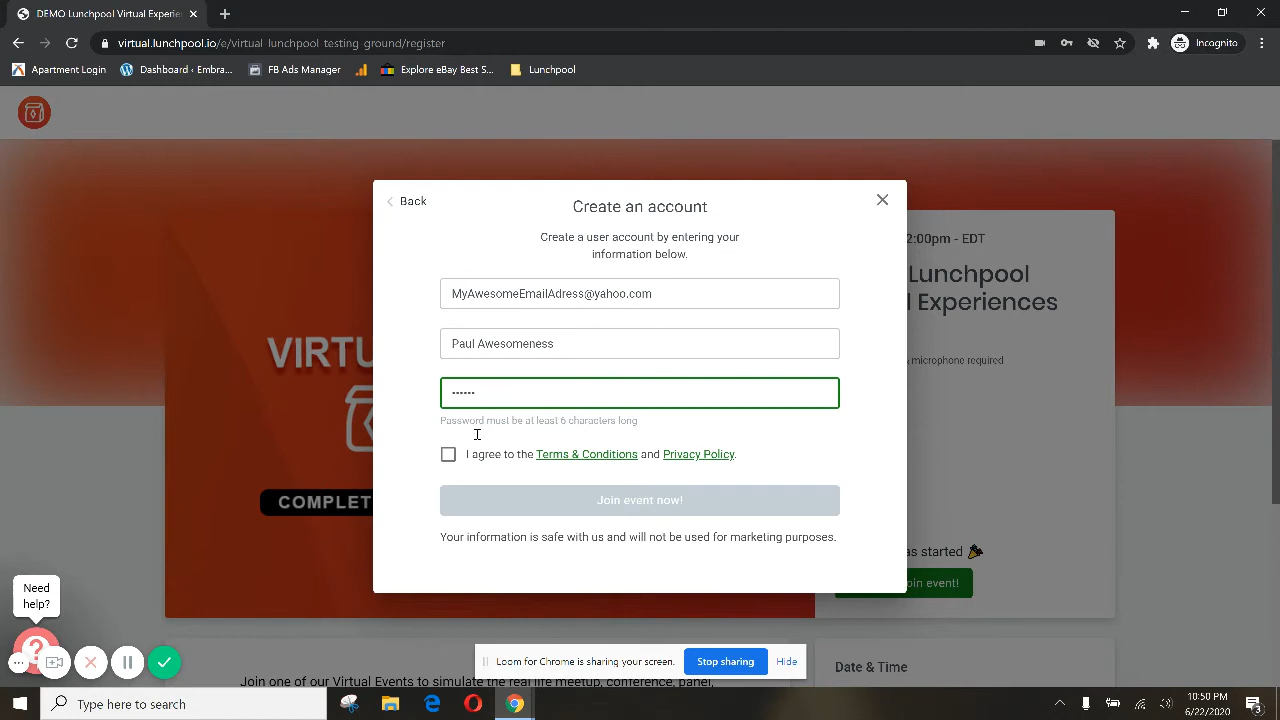 DEMO Lunchpool Virtual Experie
virtual.lunchpool.io/e/virtual_lunchpool_testing_ground/register
Incognito
Apartment Login
Dashboard ‹ Embra...
FB Ads Manager
Explore eBay Best S...
Lunchpool
Back
Create an account
Create a user account by entering your
information below.
MyAwesomeEmailAdress@yahoo.com
Paul Awesomeness
••••••
Password must be at least 6 characters long
I agree to the Terms & Conditions and Privacy Policy.
Join event now!
Your information is safe with us and will not be used for marketing purposes.
VIRTU
COMPLET
2:00pm - EDT
Lunchpool
l Experiences
microphone required
as started
oin event!
Date & Time
Join one of our Virtual Events to simulate the real life meetup, conference, panel,
Need
help?
Loom for Chrome is sharing your screen.
Stop sharing
Hide
Type here to search
10:50 PM
6/22/2020
3